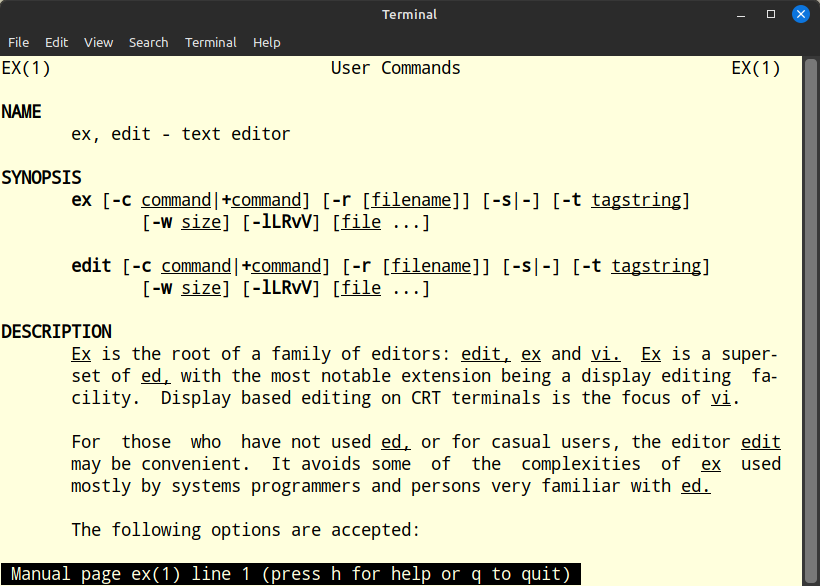 Terminal
File Edit View Search Terminal Help
EX(1) User Commands EX(1)
NAME
ex, edit - text editor
SYNOPSIS
ex [-c command|+command] [-r [filename]] [-s|-] [-t tagstring]
[-w size] [-lLRvV] [file ...]
edit [-c command|+command] [-r [filename]] [-s|-] [-t tagstring]
[-w size] [-lLRvV] [file ...]
DESCRIPTION
Ex is the root of a family of editors: edit, ex and vi. Ex is a super-
set of ed, with the most notable extension being a display editing fa-
cility. Display based editing on CRT terminals is the focus of vi.
For those who have not used ed, or for casual users, the editor edit
may be convenient. It avoids some of the complexities of ex used
mostly by systems programmers and persons very familiar with ed.
The following options are accepted:
Manual page ex(1) line 1 (press h for help or q to quit)